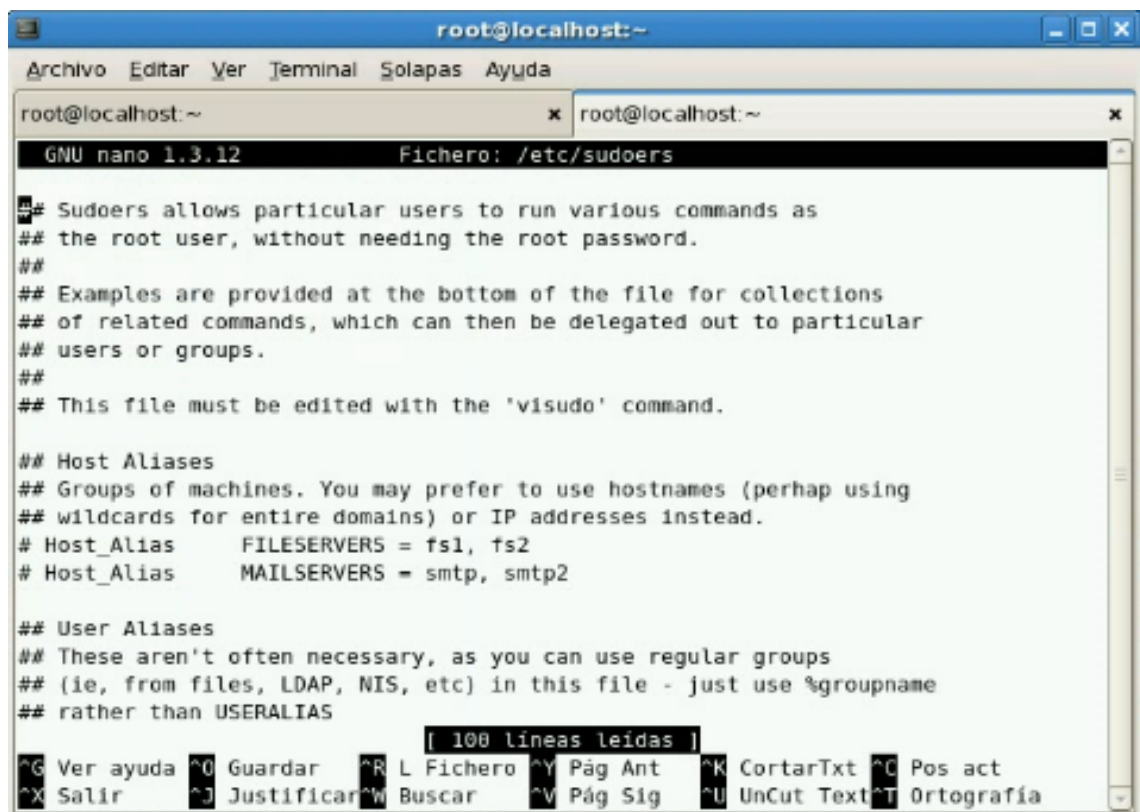 root@localhost:~
Archivo Editar Ver Terminal Solapas Ayuda
root@localhost:~ root@localhost:~
GNU nano 1.3.12 Fichero: /etc/sudoers
## Sudoers allows particular users to run various commands as
## the root user, without needing the root password.
##
## Examples are provided at the bottom of the file for collections
## of related commands, which can then be delegated out to particular
## users or groups.
##
## This file must be edited with the 'visudo' command.
## Host Aliases
## Groups of machines. You may prefer to use hostnames (perhap using
## wildcards for entire domains) or IP addresses instead.
# Host_Alias FILESERVERS = fs1, fs2
# Host_Alias MAILSERVERS = smtp, smtp2
## User Aliases
## These aren't often necessary, as you can use regular groups
## (ie, from files, LDAP, NIS, etc) in this file - just use %groupname
## rather than USERALIAS
[ 100 líneas leídas ]
^G Ver ayuda ^O Guardar ^R L Fichero ^Y Pág Ant ^K CortarTxt ^C Pos act
^X Salir ^J Justificar ^W Buscar ^V Pág Sig ^U UnCut Text ^T Ortografía